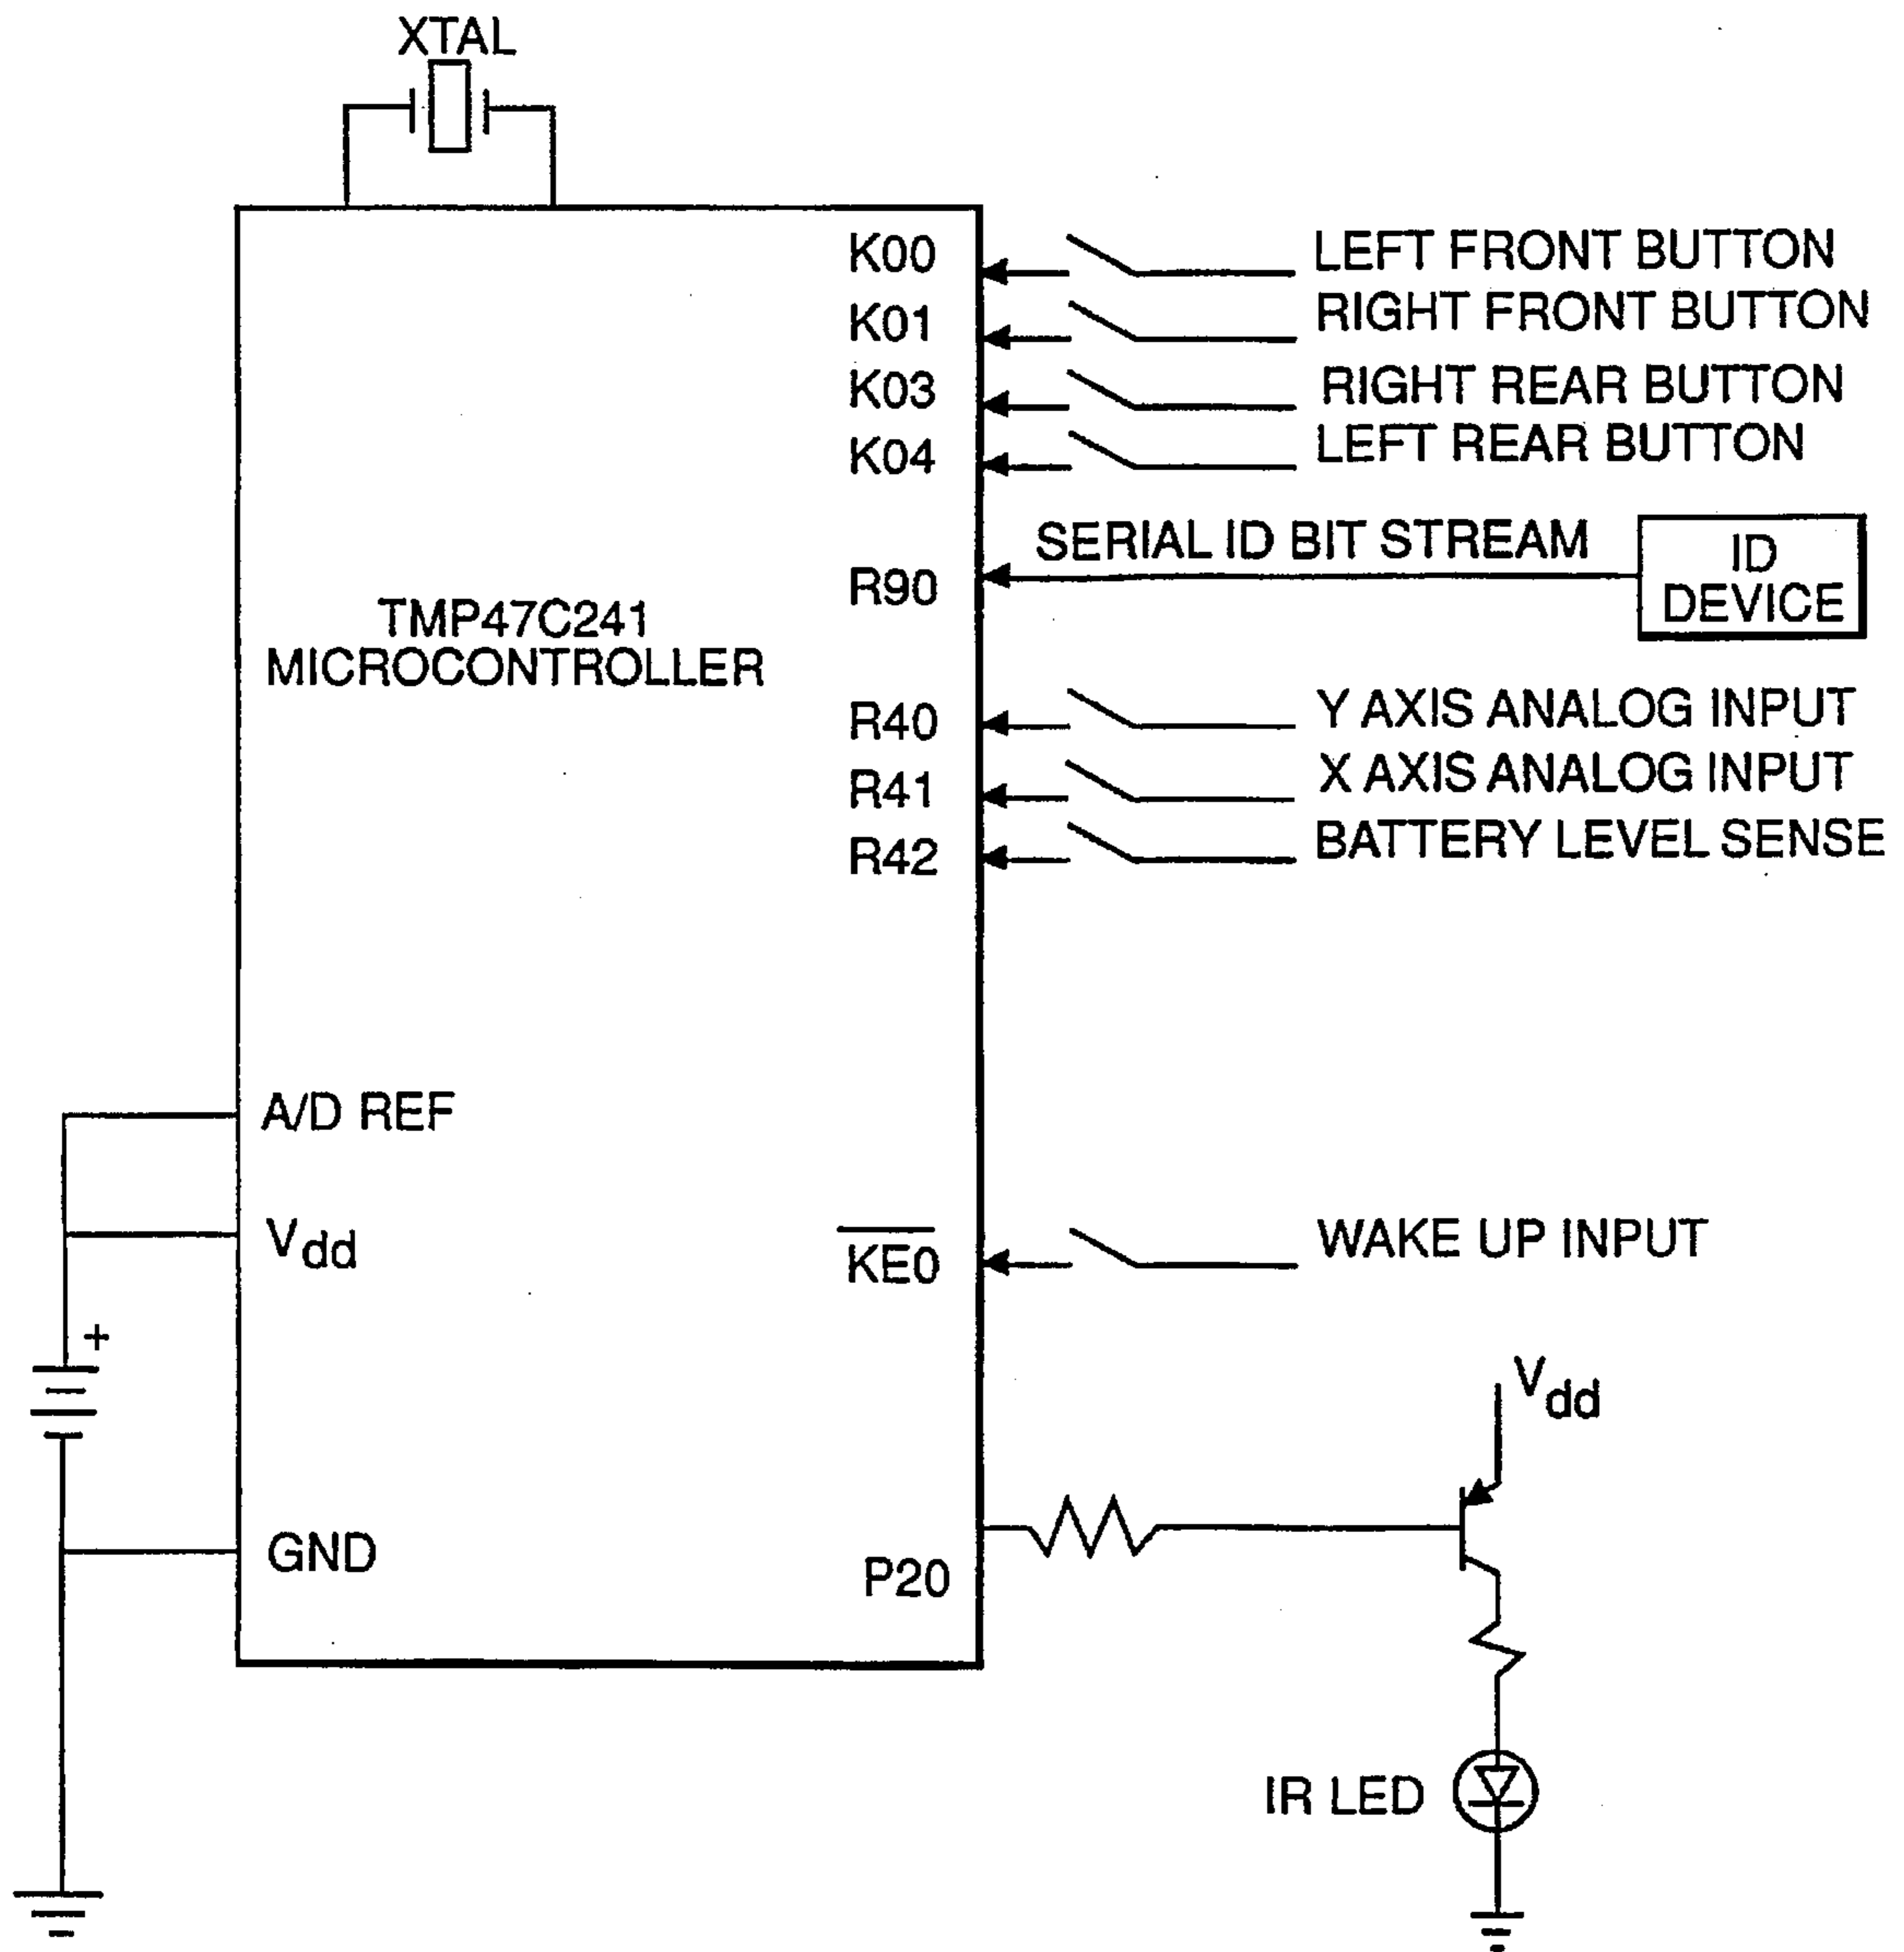 XTAL
K00
LEFT FRONT BUTTON
K01
RIGHT FRONT BUTTON
K03
RIGHT REAR BUTTON
K04
LEFT REAR BUTTON
SERIAL ID BIT STREAM
ID
DEVICE
R90
TMP47C241
MICROCONTROLLER
R40
Y AXIS ANALOG INPUT
R41
X AXIS ANALOG INPUT
R42
BATTERY LEVEL SENSE
A/D REF
Vdd
KE0
WAKE UP INPUT
+
Vdd
GND
P20
IR LED